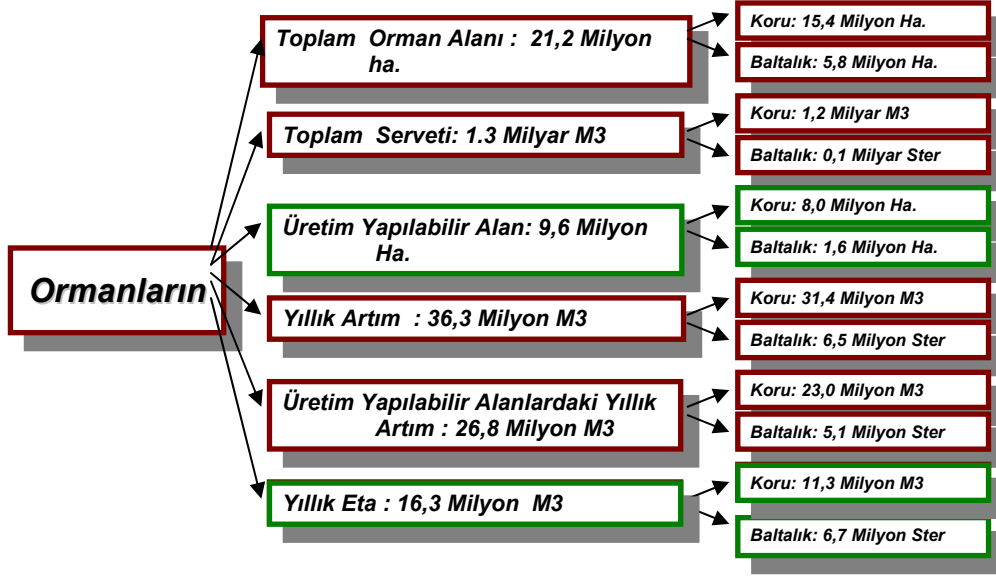 Ormanların
Toplam Orman Alanı : 21,2 Milyon
ha.
Koru: 15,4 Milyon Ha.
Baltalık: 5,8 Milyon Ha.
Toplam Serveti: 1.3 Milyar M3
Koru: 1,2 Milyar M3
Baltalık: 0,1 Milyar Ster
Üretim Yapılabilir Alan: 9,6 Milyon
Ha.
Koru: 8,0 Milyon Ha.
Baltalık: 1,6 Milyon Ha.
Yıllık Artım : 36,3 Milyon M3
Koru: 31,4 Milyon M3
Baltalık: 6,5 Milyon Ster
Üretim Yapılabilir Alanlardaki Yıllık
Artım : 26,8 Milyon M3
Koru: 23,0 Milyon M3
Baltalık: 5,1 Milyon Ster
Yıllık Eta : 16,3 Milyon M3
Koru: 11,3 Milyon M3
Baltalık: 6,7 Milyon Ster